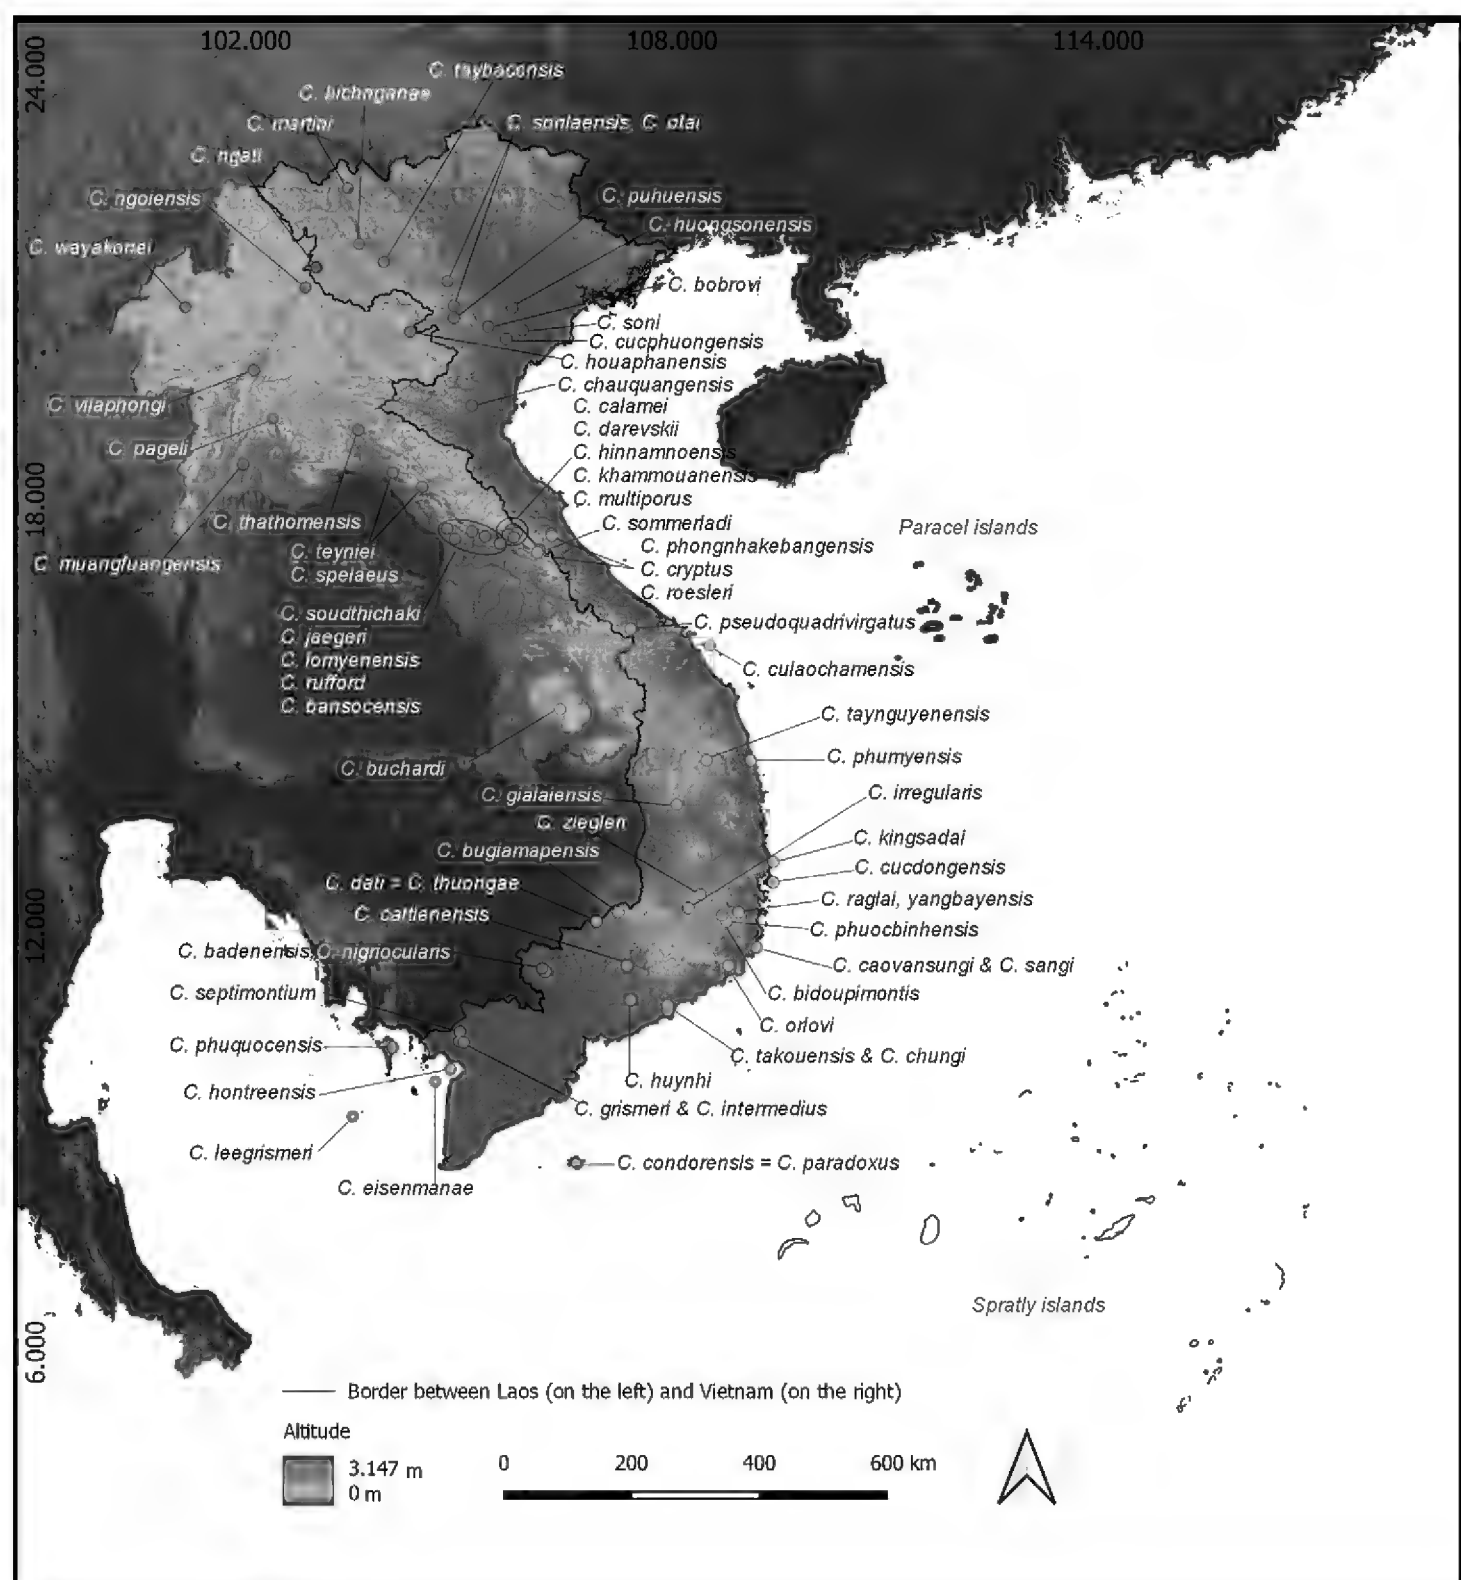 102.000
108.000
114.000
24.000
18.000
12.000
6.000
C. taybacensis
C. bichnganae
C. martini
C. sonlaensis, C. otai
C. ngati
C. ngoiensis
C. puhuensis
C. huongsonensis
C. wayakonei
C. bobrovi
C. soni
C. cucphuongensis
C. houaphanensis
C. chauquangensis
C. vilaphongi
C. calamei
C. darevskii
C. pageli
C. hinnamnoensis
C. khammouanensis
C. multiporus
C. thathomensis
C. sommerladi
Paracel islands
C. teyniei
C. phongnhakebangensis
C. muangfuangensis
C. spelaeus
C. cryptus
C. roesleri
C. soudthichaki
C. pseudoquadrivirgatus
C. jaegeri
C. lomyenensis
C. culaochamensis
C. rufford
C. bansocensis
C. taynguyenensis
C. phumyensis
C. buchardi
C. gialaiensis
C. irregularis
C. ziegleri
C. kingsadai
C. bugiamapensis
C. cucdongensis
C. dati = C. thuongae
C. raglai, yangbayensis
C. cattienensis
C. phuocbinhensis
C. badenensis, C. nigriocularis
C. caovansungi & C. sangi
C. septimontium
C. bidoupimontis
C. orlovi
C. phuquocensis
C. takouensis & C. chungi
C. huynhi
C. hontreensis
C. grismeri & C. intermedius
C. leegrismeri
C. condorensis = C. paradoxus
C. eisenmanae
Spratly islands
Border between Laos (on the left) and Vietnam (on the right)
Altitude
3.147 m
0 m
0 200 400 600 km